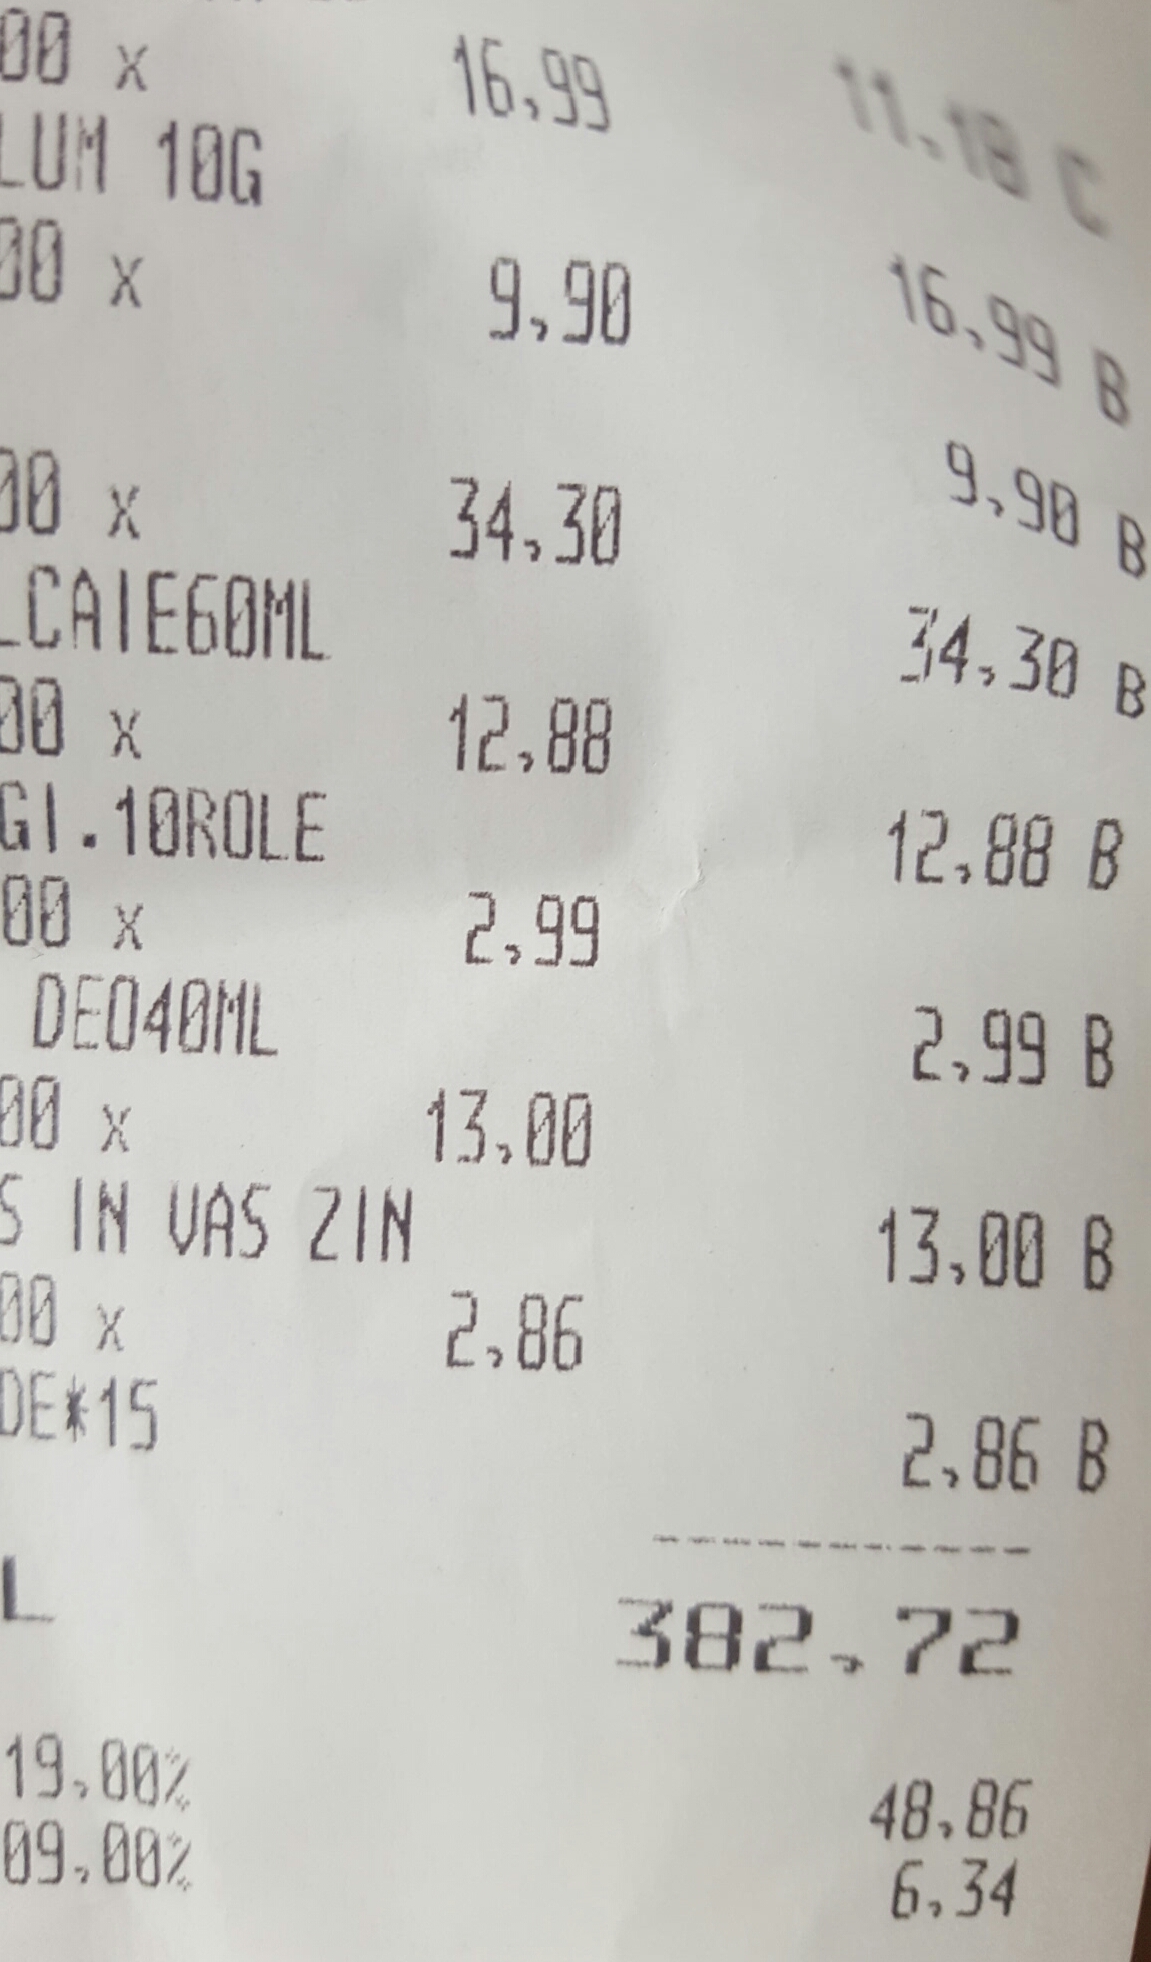 00 x 16,99 11,18 C
LUM 10G
00 x 9,90 16,99 B
9,90 B
00 x 34,30
LCAIE60ML 34,30 B
00 x 12,88
GI.10ROLE 12,88 B
00 x 2,99
DEO40ML 2,99 B
00 x 13,00
S IN VAS ZIN 13,00 B
00 x 2,86
DE*15 2,86 B
------------
L 382,72
19,00% 48,86
09,00% 6,34